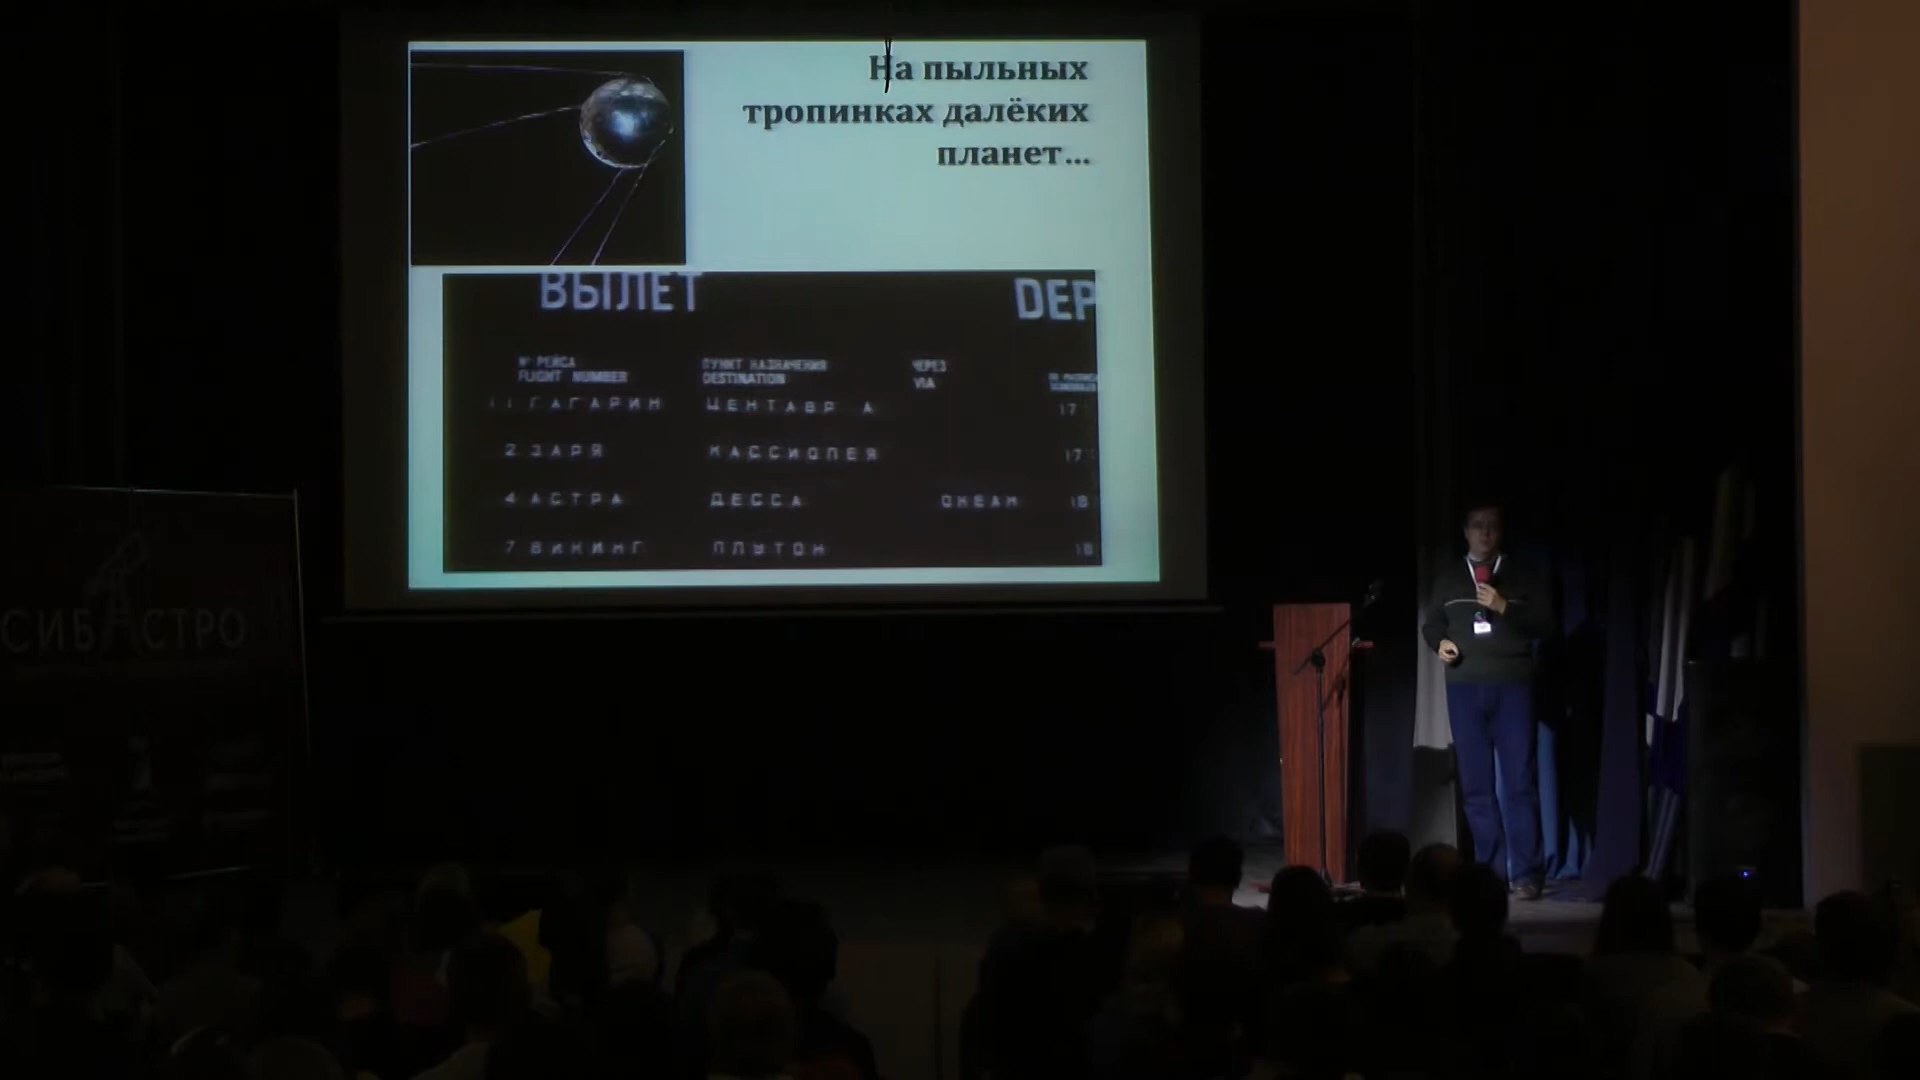 На пыльных
тропинках далёких
планет...
ВЫЛЕТ DEP
№ РЕЙСА ПУНКТ НАЗНАЧЕНИЯ ЧЕРЕЗ
FLIGHT NUMBER DESTINATION VIA
11 ГАГАРИН ЦЕНТАВР А 17
2 ЗАРЯ КАССИОПЕЯ 17
4 АСТРА ДЕССА ОКЕАН 18
7 ВИКИНГ ПЛУТОН 18
СИБАСТРО